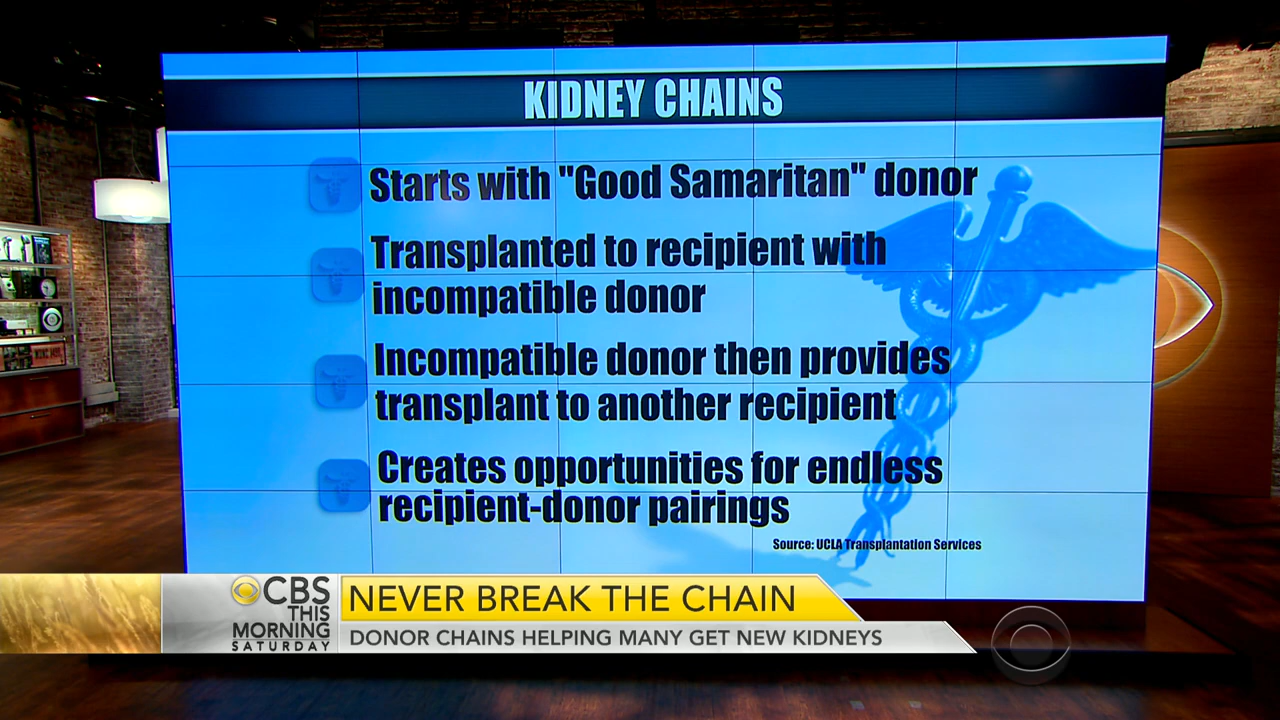 KIDNEY CHAINS
Starts with "Good Samaritan" donor
Transplanted to recipient with
incompatible donor
Incompatible donor then provides
transplant to another recipient
Creates opportunities for endless
recipient-donor pairings
Source: UCLA Transplantation Services
CBS
THIS
MORNING
SATURDAY
NEVER BREAK THE CHAIN
DONOR CHAINS HELPING MANY GET NEW KIDNEYS